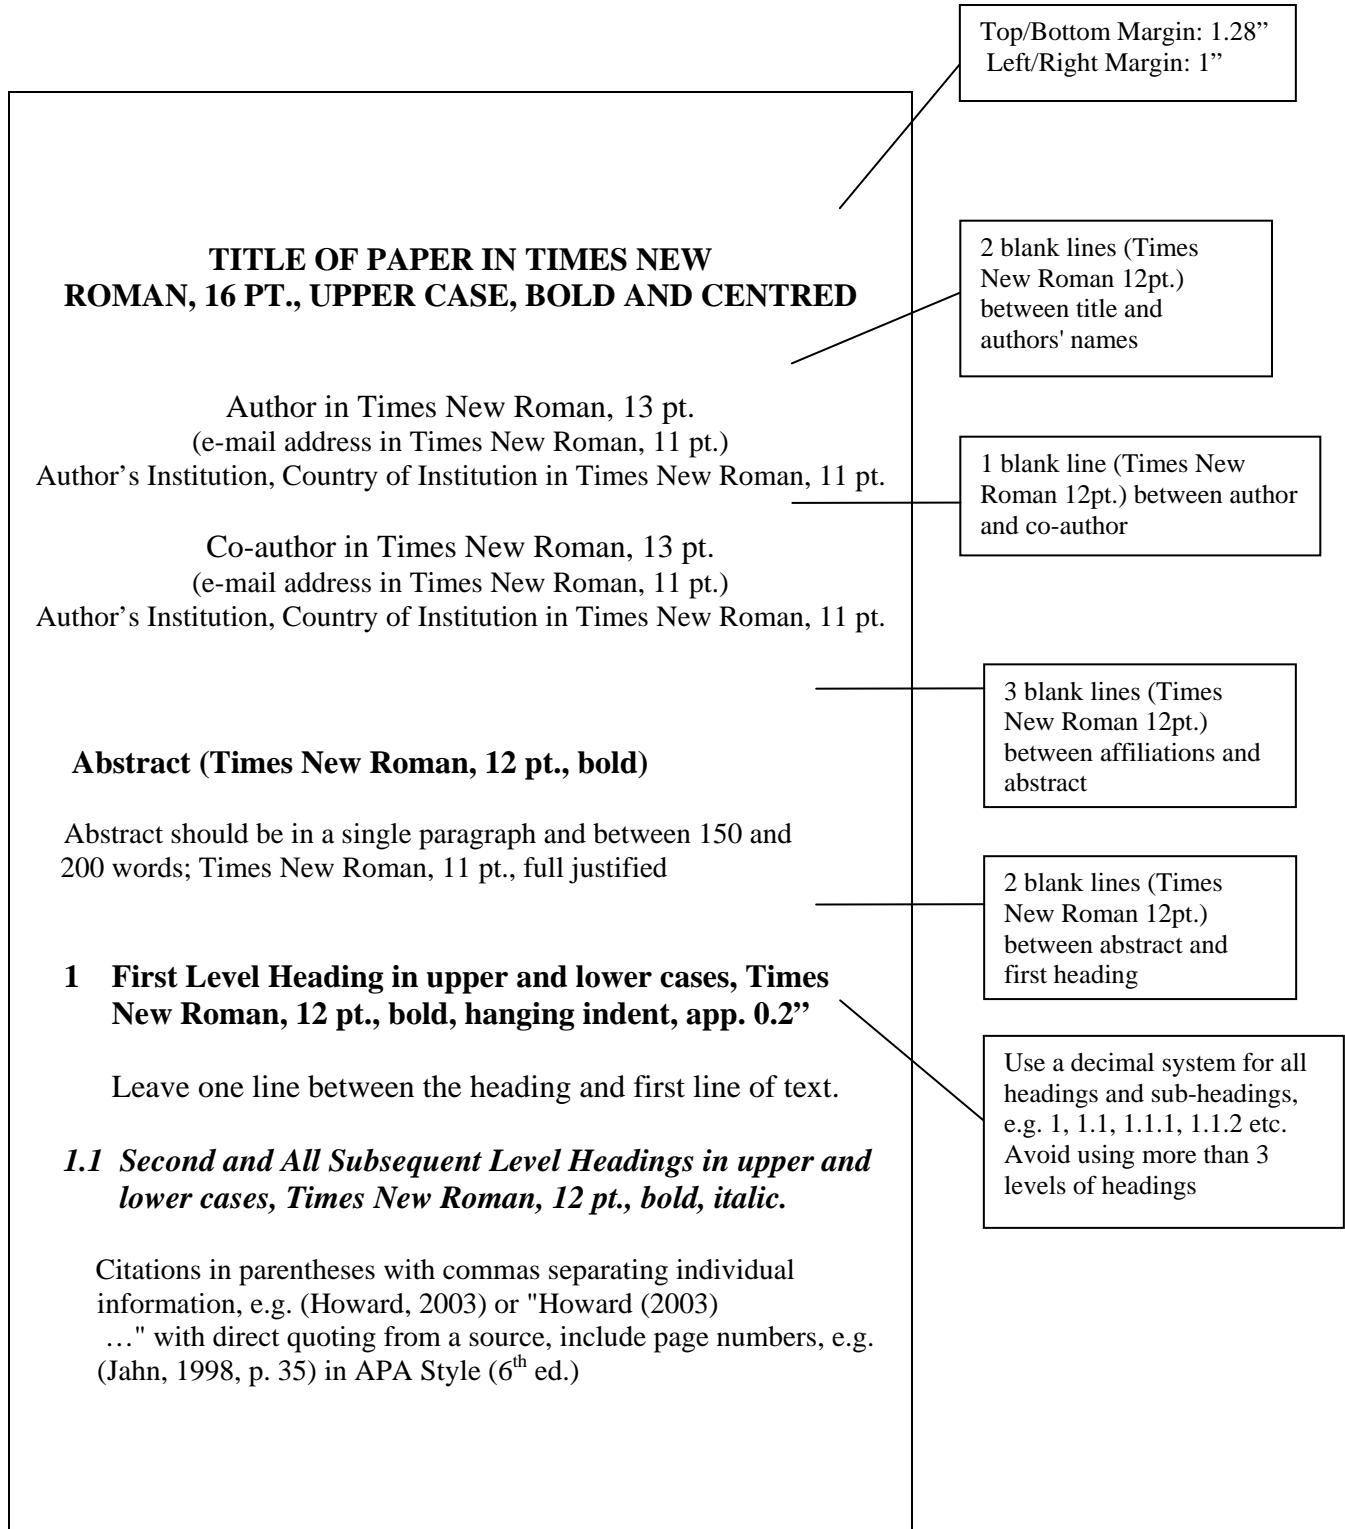 Top/Bottom Margin: 1.28”
Left/Right Margin: 1”
TITLE OF PAPER IN TIMES NEW
ROMAN, 16 PT., UPPER CASE, BOLD AND CENTRED
2 blank lines (Times
New Roman 12pt.)
between title and
authors' names
Author in Times New Roman, 13 pt.
(e-mail address in Times New Roman, 11 pt.)
Author’s Institution, Country of Institution in Times New Roman, 11 pt.
1 blank line (Times New
Roman 12pt.) between author
and co-author
Co-author in Times New Roman, 13 pt.
(e-mail address in Times New Roman, 11 pt.)
Author’s Institution, Country of Institution in Times New Roman, 11 pt.
3 blank lines (Times
New Roman 12pt.)
between affiliations and
abstract
Abstract (Times New Roman, 12 pt., bold)
Abstract should be in a single paragraph and between 150 and
200 words; Times New Roman, 11 pt., full justified
2 blank lines (Times
New Roman 12pt.)
between abstract and
first heading
1 First Level Heading in upper and lower cases, Times
New Roman, 12 pt., bold, hanging indent, app. 0.2”
Leave one line between the heading and first line of text.
Use a decimal system for all
headings and sub-headings,
e.g. 1, 1.1, 1.1.1, 1.1.2 etc.
Avoid using more than 3
levels of headings
1.1 Second and All Subsequent Level Headings in upper and
lower cases, Times New Roman, 12 pt., bold, italic.
Citations in parentheses with commas separating individual
information, e.g. (Howard, 2003) or "Howard (2003)
…" with direct quoting from a source, include page numbers, e.g.
(Jahn, 1998, p. 35) in APA Style (6th ed.)